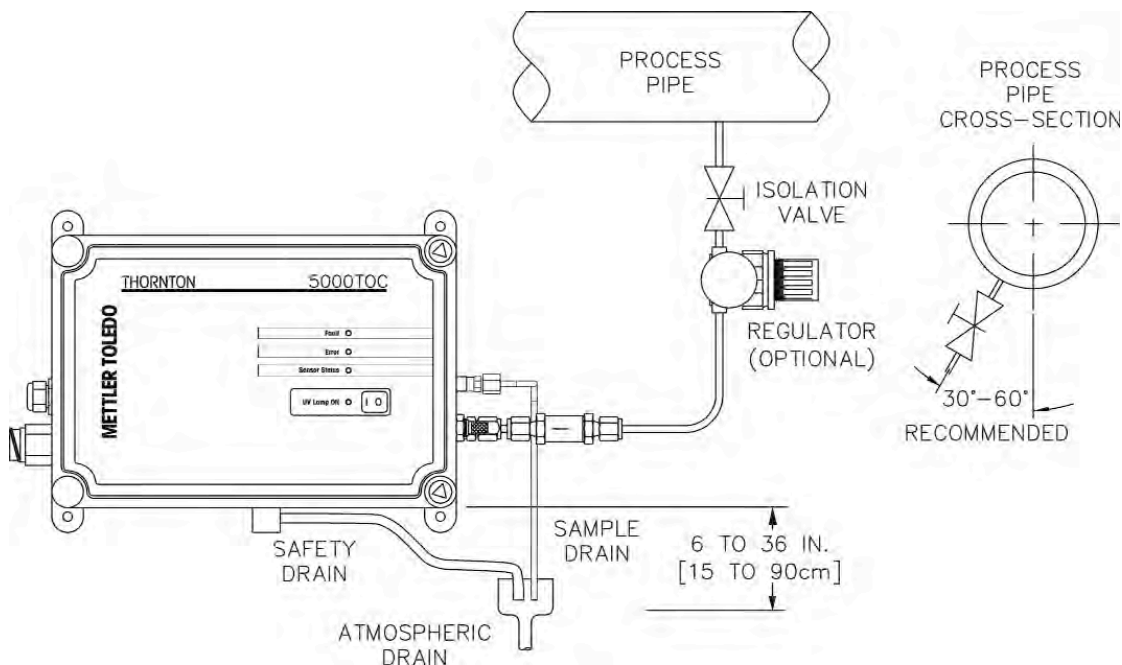 PROCESS
PIPE
PROCESS
PIPE
CROSS-SECTION
ISOLATION
VALVE
THORNTON 5000TOC
METTLER TOLEDO
Fault
Error
Sensor Status
UV Lamp On
I O
REGULATOR
(OPTIONAL)
30°-60°
RECOMMENDED
SAFETY
DRAIN
SAMPLE
DRAIN
6 TO 36 IN.
[15 TO 90cm]
ATMOSPHERIC
DRAIN